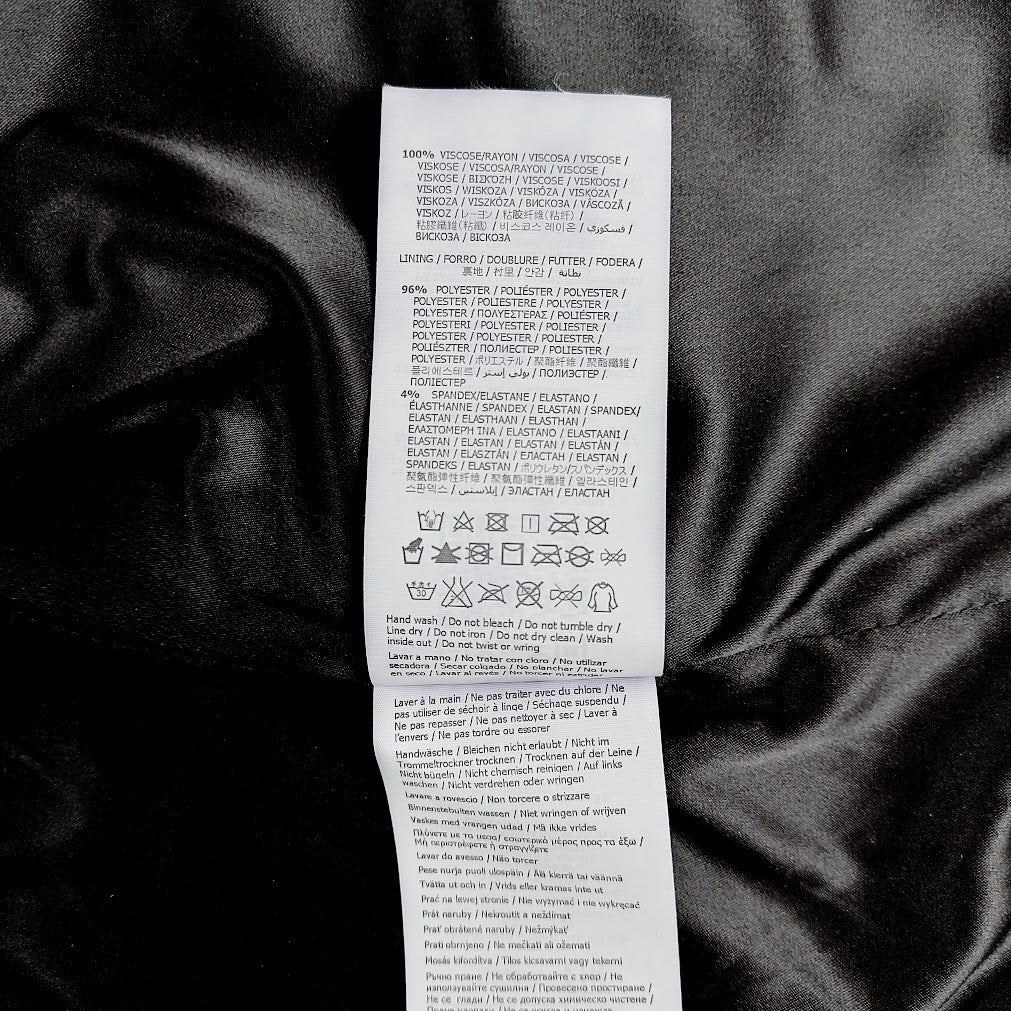 100% VISCOSE/RAYON / VISCOSA / VISCOSE /
VISKOSE / VISCOSA/RAYON / VISCOSE /
VISKOSE / ΒΙΣΚΌΖΗ / VISCOSE / VISKOOSI /
VISKOS / WISKOZA / VISKÓZA / VISKÓZA /
VISKOZA / VISZKÓZA / ВИСКОЗА / VÂSCOZĂ /
VISKOZ / レーヨン / 粘胶纤维(粘纤) /
粘膠纖維(粘纖) / 비스코스 레이온 / فسكوزي /
ВИСКОЗА / ВІСКОЗА
LINING / FORRO / DOUBLURE / FUTTER / FODERA /
裏地 / 衬里 / 안감 / بطانة
96% POLYESTER / POLIÉSTER / POLYESTER /
POLYESTER / POLIESTERE / POLYESTER /
POLYESTER / ΠΟΛΥΕΣΤΈΡΑΣ / POLIÉSTER /
POLYESTERI / POLYESTER / POLIESTER /
POLYESTER / POLYESTER / POLIESTER /
POLIÉSZTER / ПОЛИЕСТЕР / POLIESTER /
POLYESTER / ポリエステル / 聚酯纤维 / 聚酯纖維 /
폴리에스테르 / بولي إستر / ПОЛИЭСТЕР /
ПОЛІЕСТЕР
4% SPANDEX/ELASTANE / ELASTANO /
ÉLASTHANNE / SPANDEX / ELASTAN / SPANDEX/
ELASTAN / ELASTHAAN / ELASTHAN /
ΕΛΑΣΤΟΜΕΡΉ ΊΝΑ / ELASTANO / ELASTAANI /
ELASTAN / ELASTAN / ELASTAN / ELASTÁN /
ELASTAN / ELASZTÁN / ЕЛАСТАН / ELASTAN /
SPANDEKS / ELASTAN / ポリウレタン/スパンデックス /
聚氨酯弹性纤维 / 聚氨酯彈性纖維 / 엘라스테인 /
스판덱스 / إيلاستين / ЭЛАСТАН / ЕЛАСТАН
30
Hand wash / Do not bleach / Do not tumble dry /
Line dry / Do not iron / Do not dry clean / Wash
inside out / Do not twist or wring
Lavar a mano / No tratar con cloro / No utilizar
secadora / Secar colgado / No planchar / No lavar
en seco / Lavar al revés / No torcer ni estrujar
Laver à la main / Ne pas traiter avec du chlore / Ne
pas utiliser de séchoir à linge / Séchage suspendu /
Ne pas repasser / Ne pas nettoyer à sec / Laver à
l'envers / Ne pas tordre ou essorer
Handwäsche / Bleichen nicht erlaubt / Nicht im
Trommeltrockner trocknen / Trocknen auf der Leine /
Nicht bügeln / Nicht chemisch reinigen / Auf links
waschen / Nicht verdrehen oder wringen
Lavare a rovescio / Non torcere o strizzare
Binnenstebuiten wassen / Niet wringen of wrijven
Vaskes med vrangen udad / Må ikke vrides
Πλύνετε με τα μέσα/ εσωτερικό μέρος προς τα έξω /
Μη περιστρέφετε ή στραγγίζετε
Lavar do avesso / Não torcer
Pese nurja puoli ulospäin / Älä kierrä tai väännä
Tvätta ut och in / Vrids eller kramas inte ut
Prać na lewej stronie / Nie wyżymać i nie wykręcać
Prát naruby / Nekroutit a neždímat
Prať obrátené naruby / Nežmýkať
Prati obrnjeno / Ne mečkati ali ožemati
Mosás kifordítva / Tilos kicsavarni vagy tekerni
Ръчно пране / Не обработвайте с хлор / Не
използвайте сушилня / Провесено простиране /
Не се глади / Не се допуска химическо чистене /